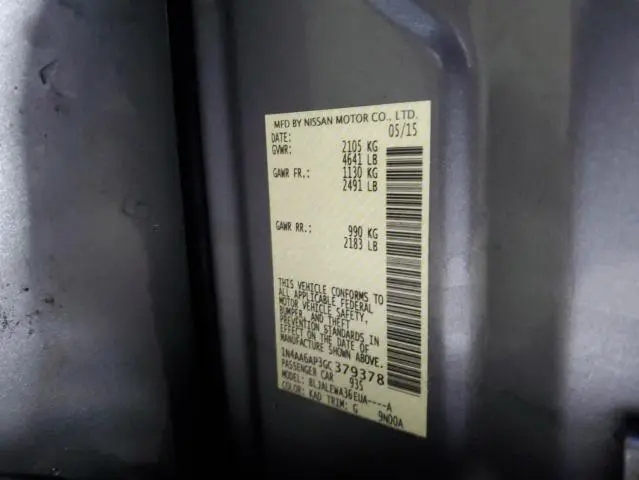 MFD BY NISSAN MOTOR CO., LTD.
DATE: 05/15
GVWR: 2105 KG
4641 LB
GAWR FR.: 1130 KG
2491 LB
GAWR RR.: 990 KG
2183 LB
THIS VEHICLE CONFORMS TO
ALL APPLICABLE FEDERAL
MOTOR VEHICLE SAFETY,
BUMPER, AND THEFT
PREVENTION STANDARDS IN
EFFECT ON THE DATE OF
MANUFACTURE SHOWN ABOVE.
1N4AA6AP3GC379378
PASSENGER CAR 935
MODEL: BLJALEWA36EUA----A
COLOR: KAD TRIM: G 9N00A